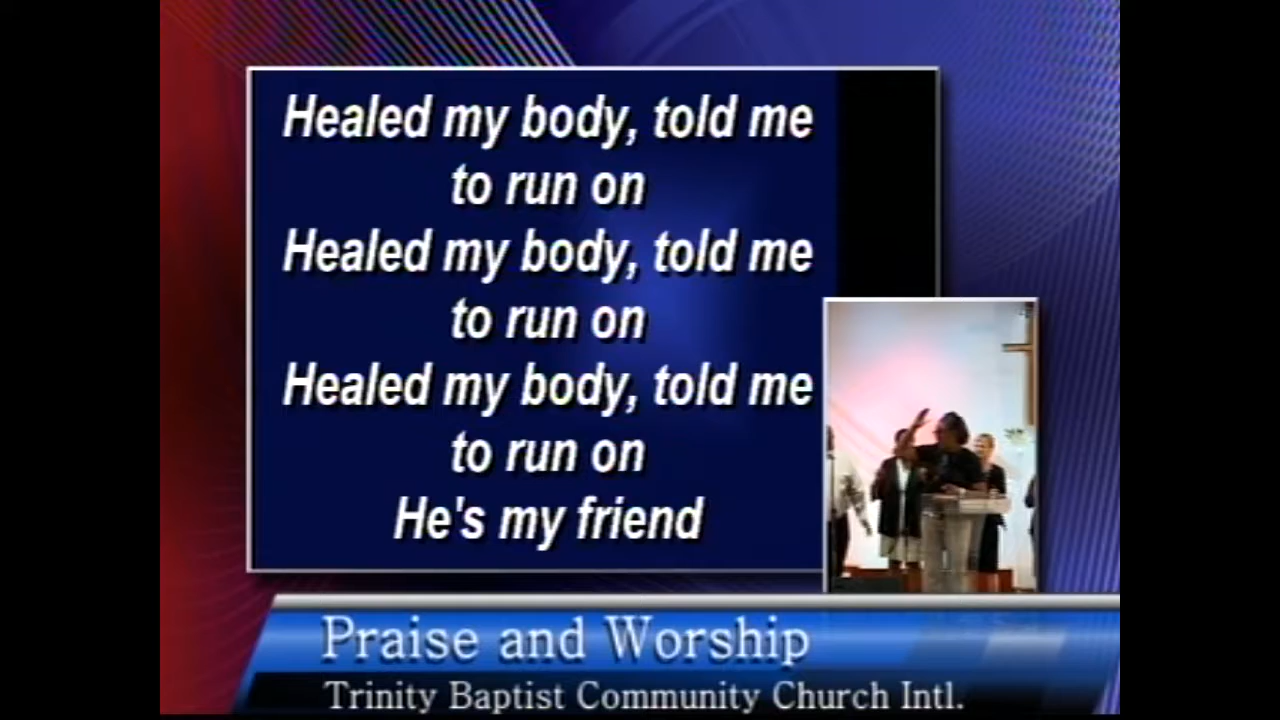 Healed my body, told me
to run on
Healed my body, told me
to run on
Healed my body, told me
to run on
He's my friend
Praise and Worship
Trinity Baptist Community Church Intl.